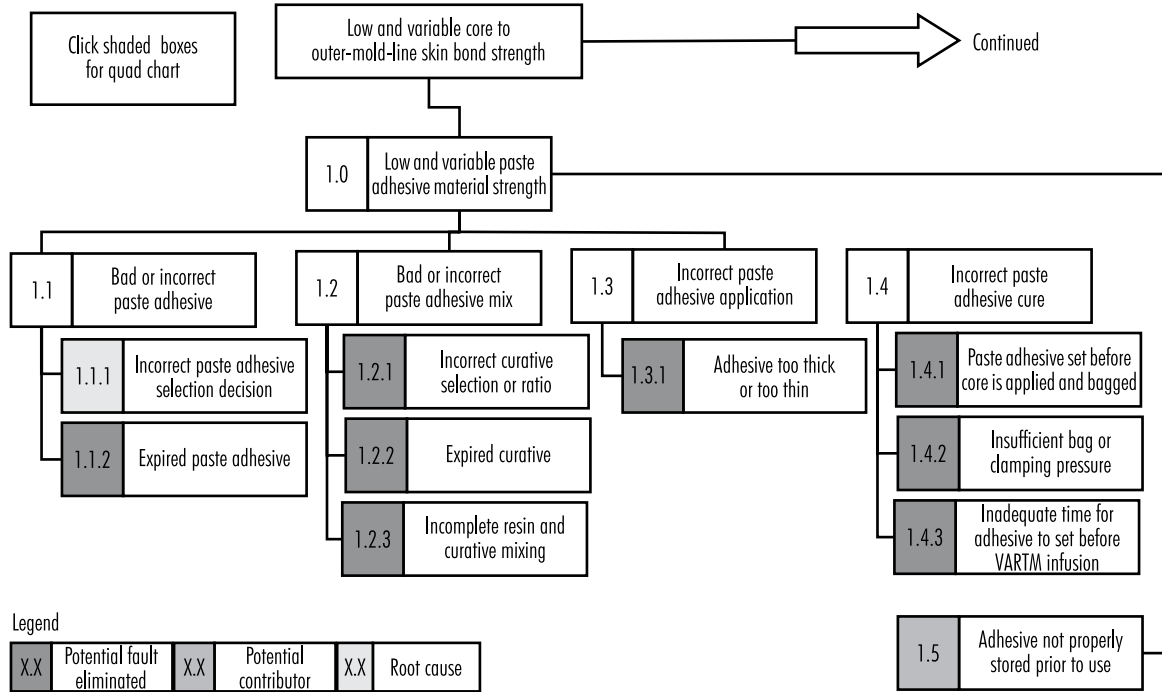 Click shaded boxes
for quad chart
Low and variable core to
outer-mold-line skin bond strength
Continued
1.0
Low and variable paste
adhesive material strength
1.1
Bad or incorrect
paste adhesive
1.1.1
Incorrect paste adhesive
selection decision
1.1.2
Expired paste adhesive
1.2
Bad or incorrect
paste adhesive mix
1.2.1
Incorrect curative
selection or ratio
1.2.2
Expired curative
1.2.3
Incomplete resin and
curative mixing
1.3
Incorrect paste
adhesive application
1.3.1
Adhesive too thick
or too thin
1.4
Incorrect paste
adhesive cure
1.4.1
Paste adhesive set before
core is applied and bagged
1.4.2
Insufficient bag or
clamping pressure
1.4.3
Inadequate time for
adhesive to set before
VARTM infusion
1.5
Adhesive not properly
stored prior to use
Legend
X.X
Potential fault
eliminated
X.X
Potential
contributor
X.X
Root cause